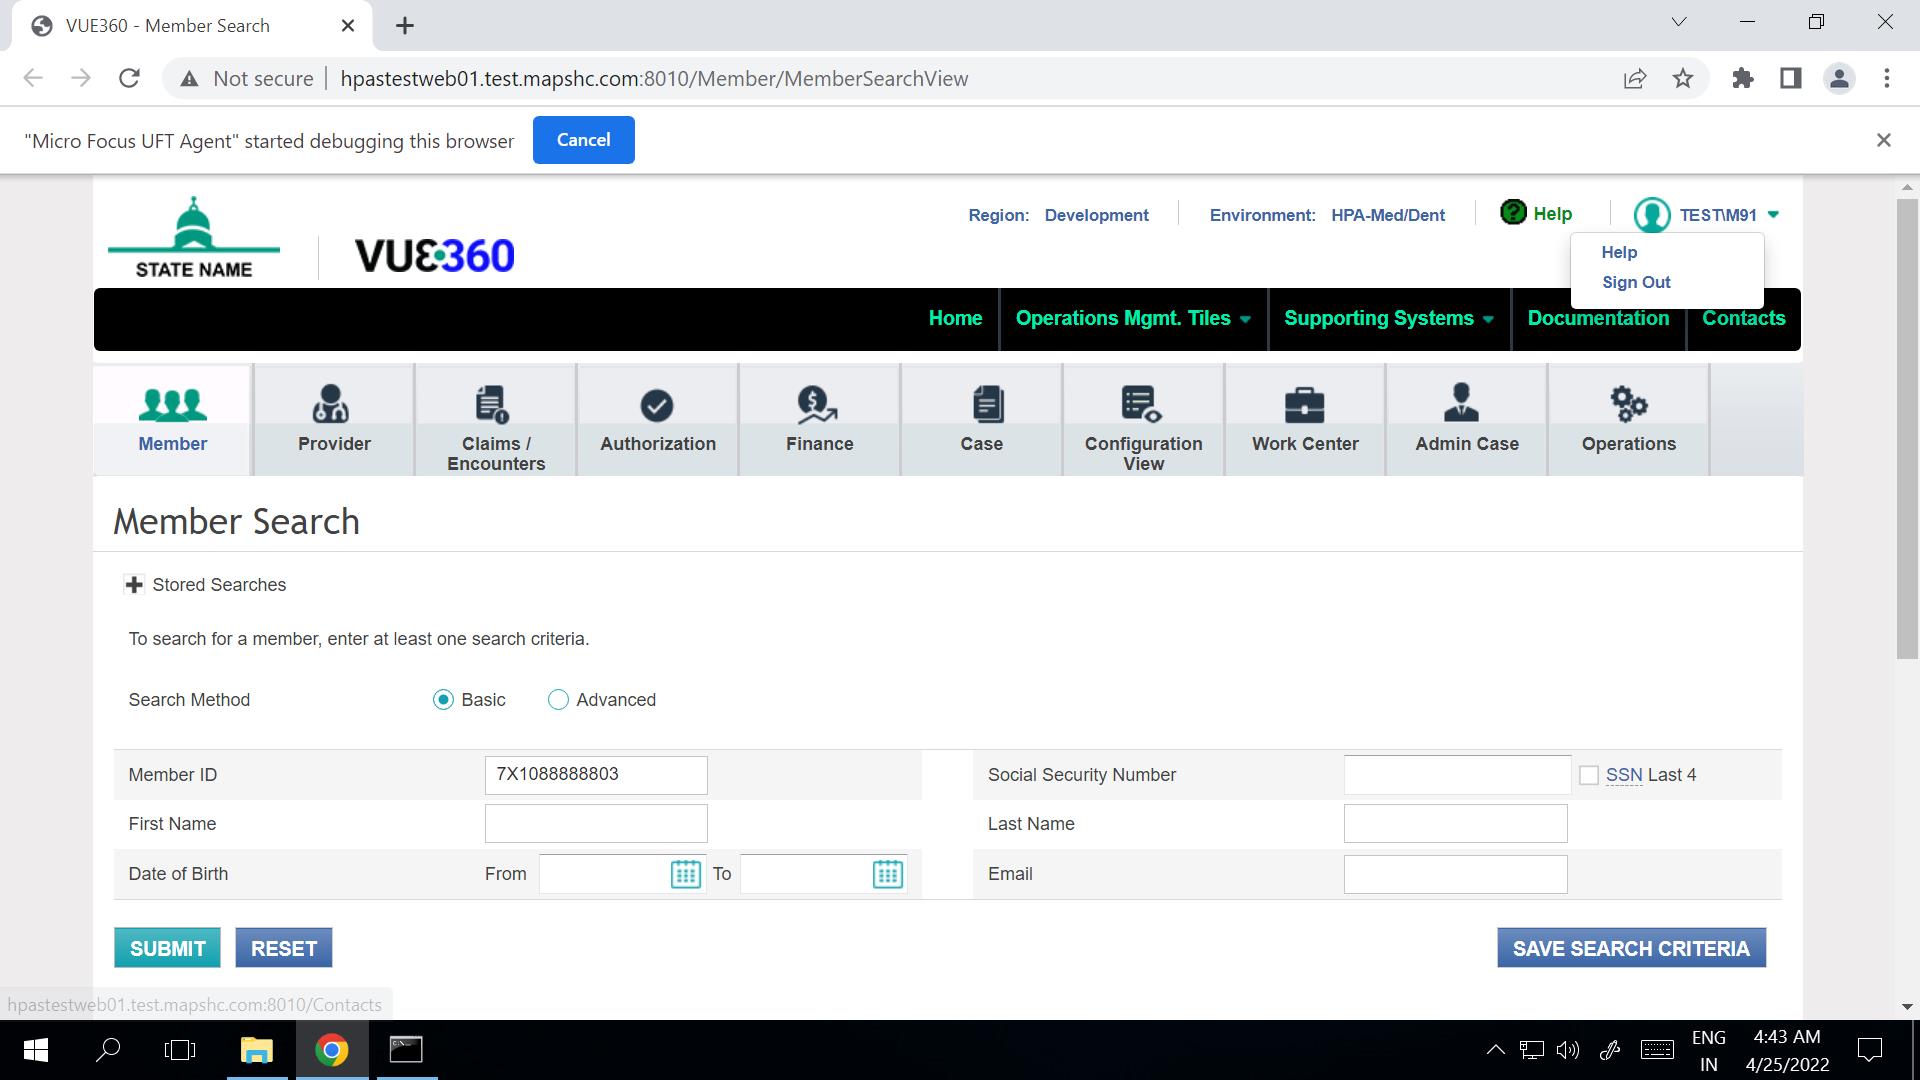 VUE360 - Member Search
Not secure hpastestweb01.test.mapshc.com:8010/Member/MemberSearchView
"Micro Focus UFT Agent" started debugging this browser Cancel
Region: Development Environment: HPA-Med/Dent Help TEST\M91
STATE NAME
VUE360
Help
Sign Out
Home Operations Mgmt. Tiles Supporting Systems Documentation Contacts
Member Provider Claims / Encounters Authorization Finance Case Configuration View Work Center Admin Case Operations
Member Search
Stored Searches
To search for a member, enter at least one search criteria.
Search Method Basic Advanced
Member ID 7X1088888803 Social Security Number SSN Last 4
First Name Last Name
Date of Birth From To Email
SUBMIT RESET SAVE SEARCH CRITERIA
hpastestweb01.test.mapshc.com:8010/Contacts
ENG 4:43 AM
IN 4/25/2022